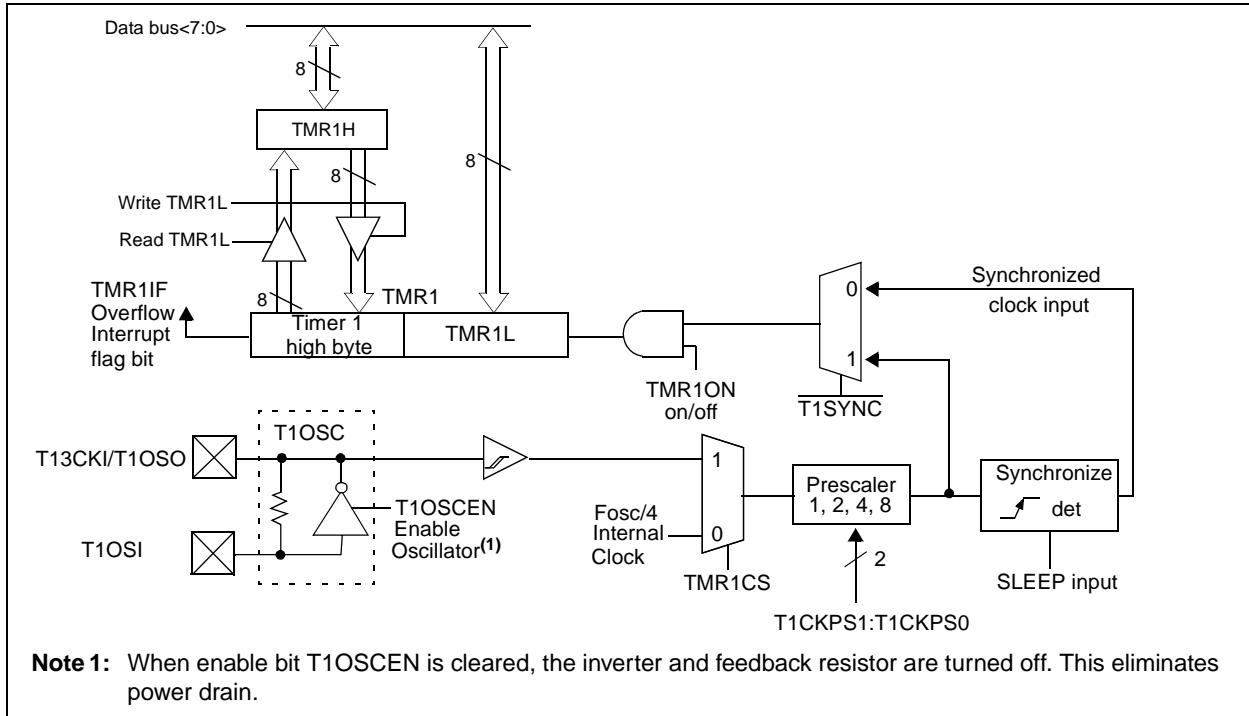 Data bus<7:0>
8
TMR1H
8
8
Write TMR1L
Read TMR1L
TMR1IF
Overflow
Interrupt
flag bit
8
TMR1
Timer 1
high byte
TMR1L
TMR1ON
on/off
0
1
T1SYNC
Synchronized
clock input
T1OSC
T13CKI/T1OSO
T1OSI
T1OSCEN
Enable
Oscillator(1)
Fosc/4
Internal
Clock
1
0
TMR1CS
Prescaler
1, 2, 4, 8
2
T1CKPS1:T1CKPS0
Synchronize
det
SLEEP input
Note 1: When enable bit T1OSCEN is cleared, the inverter and feedback resistor are turned off. This eliminates
power drain.